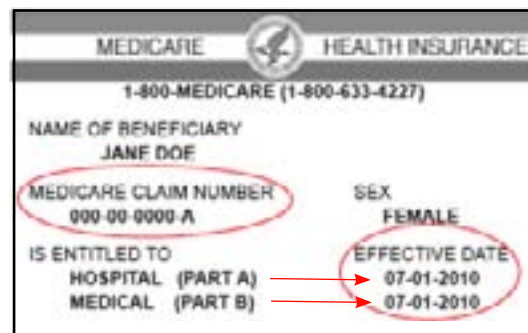 MEDICARE HEALTH INSURANCE
1-800-MEDICARE (1-800-633-4227)
NAME OF BENEFICIARY
JANE DOE
MEDICARE CLAIM NUMBER SEX
000-00-0000-A FEMALE
IS ENTITLED TO EFFECTIVE DATE
HOSPITAL (PART A) 07-01-2010
MEDICAL (PART B) 07-01-2010